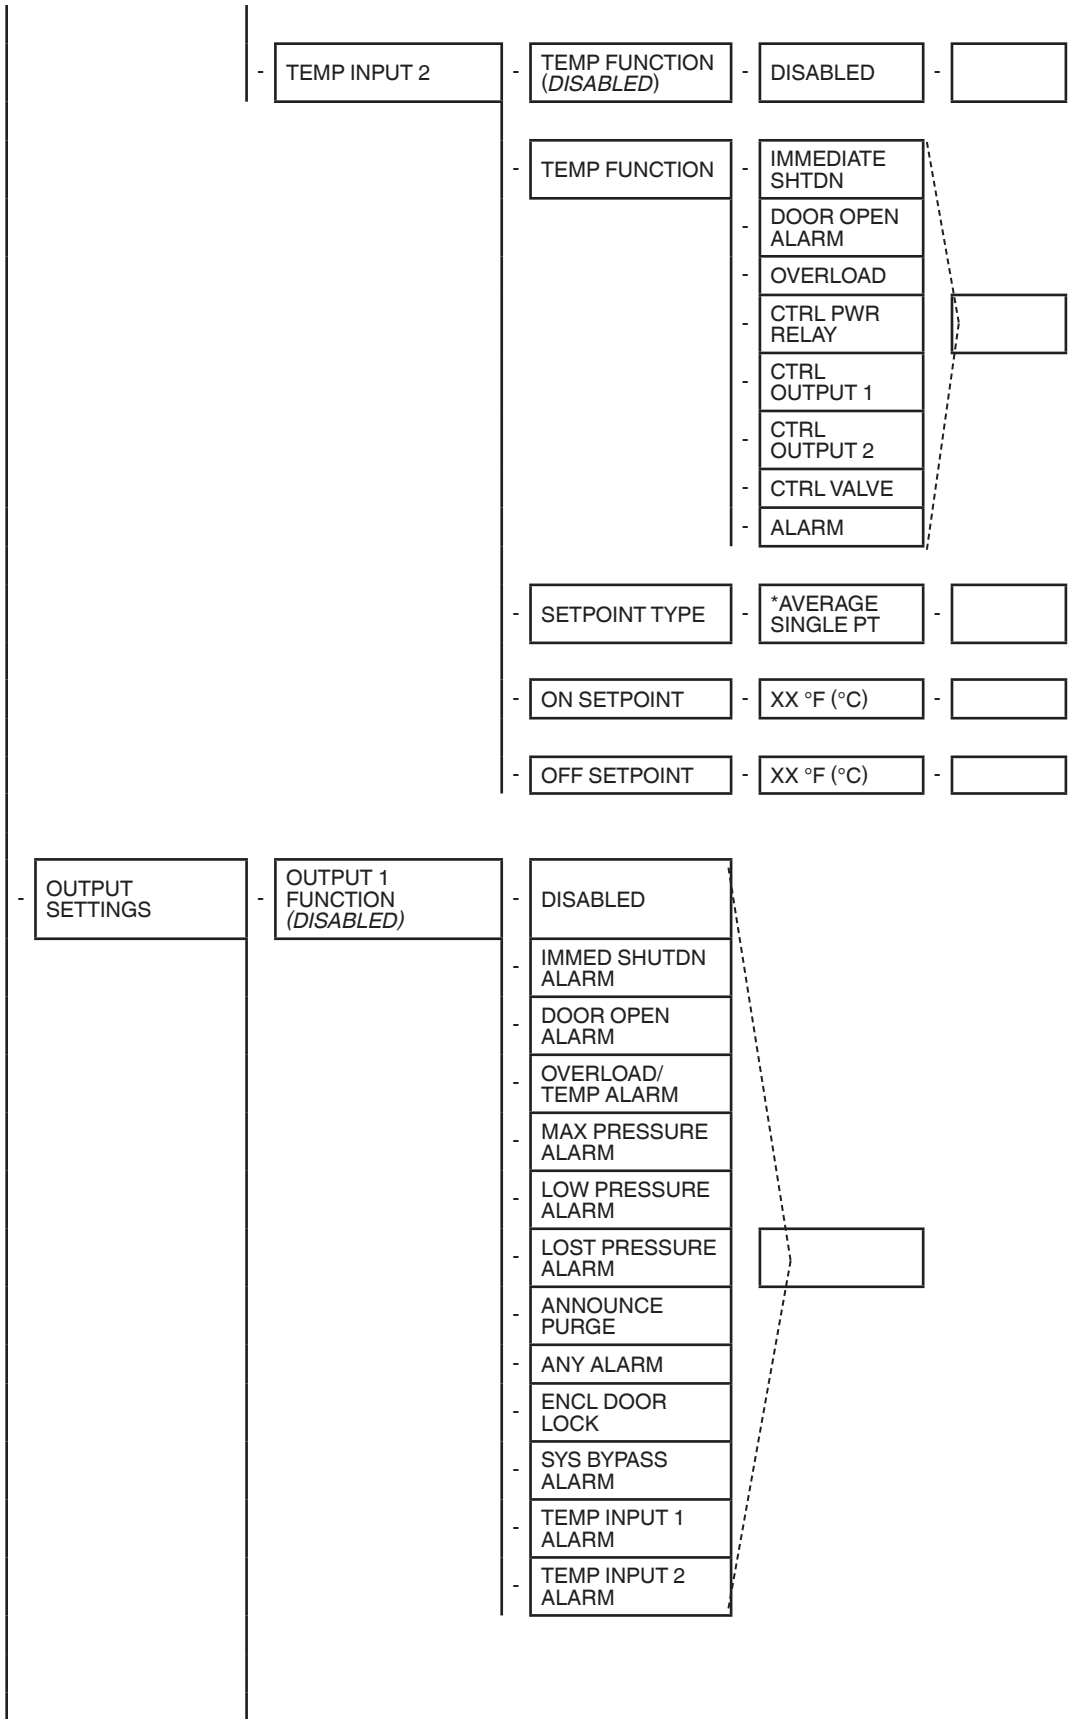 TEMP INPUT 2
TEMP FUNCTION
(DISABLED)
DISABLED
TEMP FUNCTION
IMMEDIATE
SHTDN
DOOR OPEN
ALARM
OVERLOAD
CTRL PWR
RELAY
CTRL
OUTPUT 1
CTRL
OUTPUT 2
CTRL VALVE
ALARM
SETPOINT TYPE
*AVERAGE
SINGLE PT
ON SETPOINT
XX °F (°C)
OFF SETPOINT
XX °F (°C)
OUTPUT
SETTINGS
OUTPUT 1
FUNCTION
(DISABLED)
DISABLED
IMMED SHUTDN
ALARM
DOOR OPEN
ALARM
OVERLOAD/
TEMP ALARM
MAX PRESSURE
ALARM
LOW PRESSURE
ALARM
LOST PRESSURE
ALARM
ANNOUNCE
PURGE
ANY ALARM
ENCL DOOR
LOCK
SYS BYPASS
ALARM
TEMP INPUT 1
ALARM
TEMP INPUT 2
ALARM